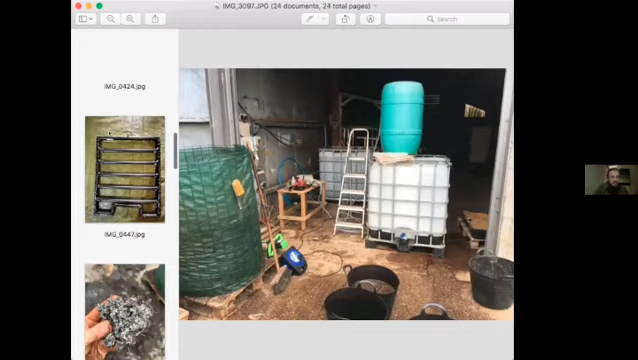 IMG_3097.JPG (24 documents, 24 total pages)
Search
IMG_0424.jpg
IMG_0447.jpg